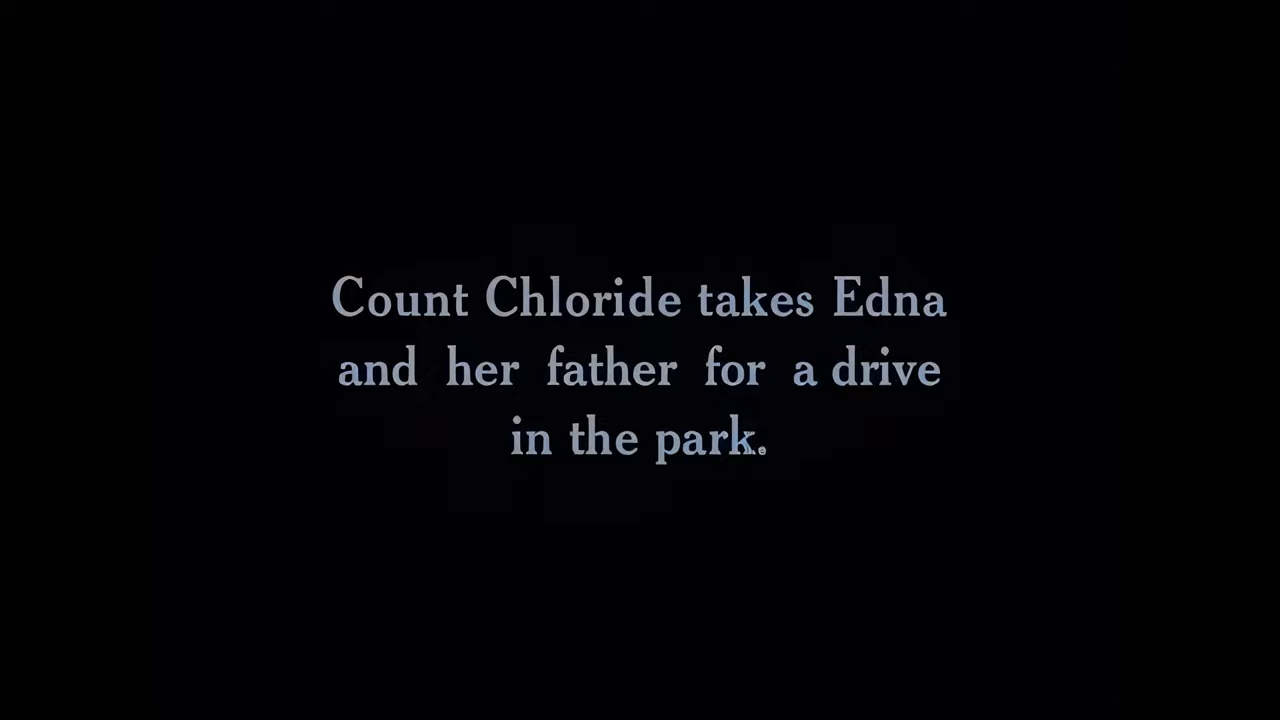 Count Chloride takes Edna
and her father for a drive
in the park.